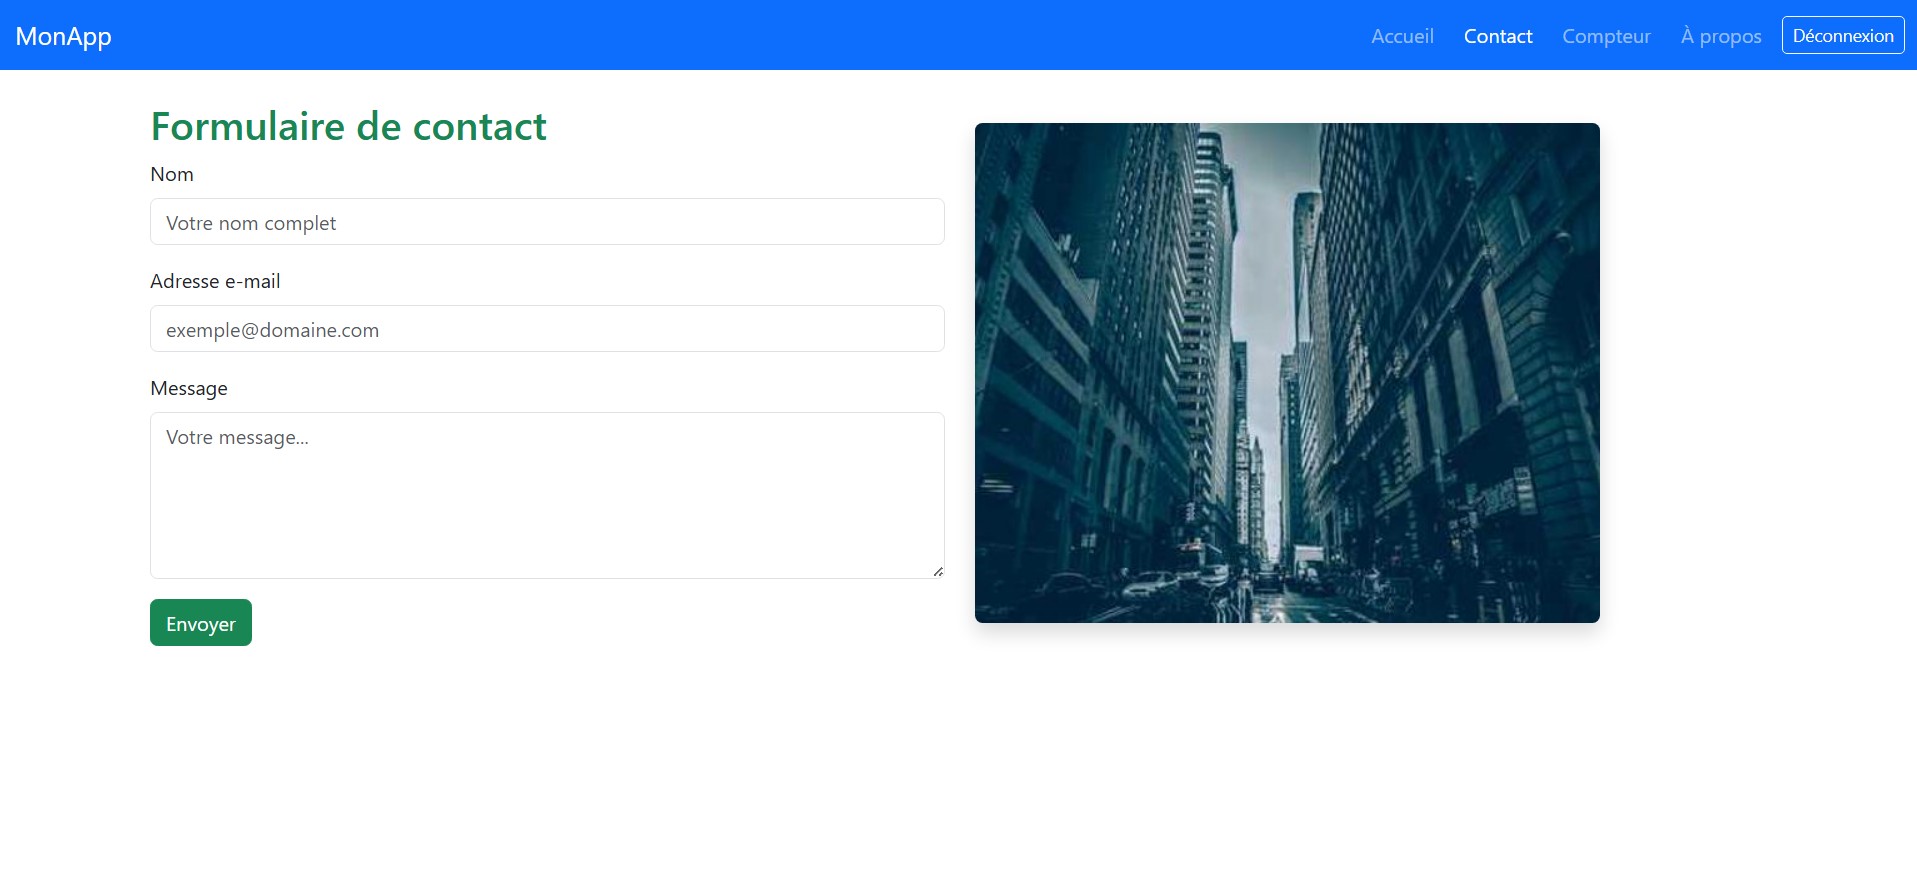 MonApp
Accueil Contact Compteur À propos Déconnexion
Formulaire de contact
Nom
Votre nom complet
Adresse e-mail
exemple@domaine.com
Message
Votre message...
Envoyer